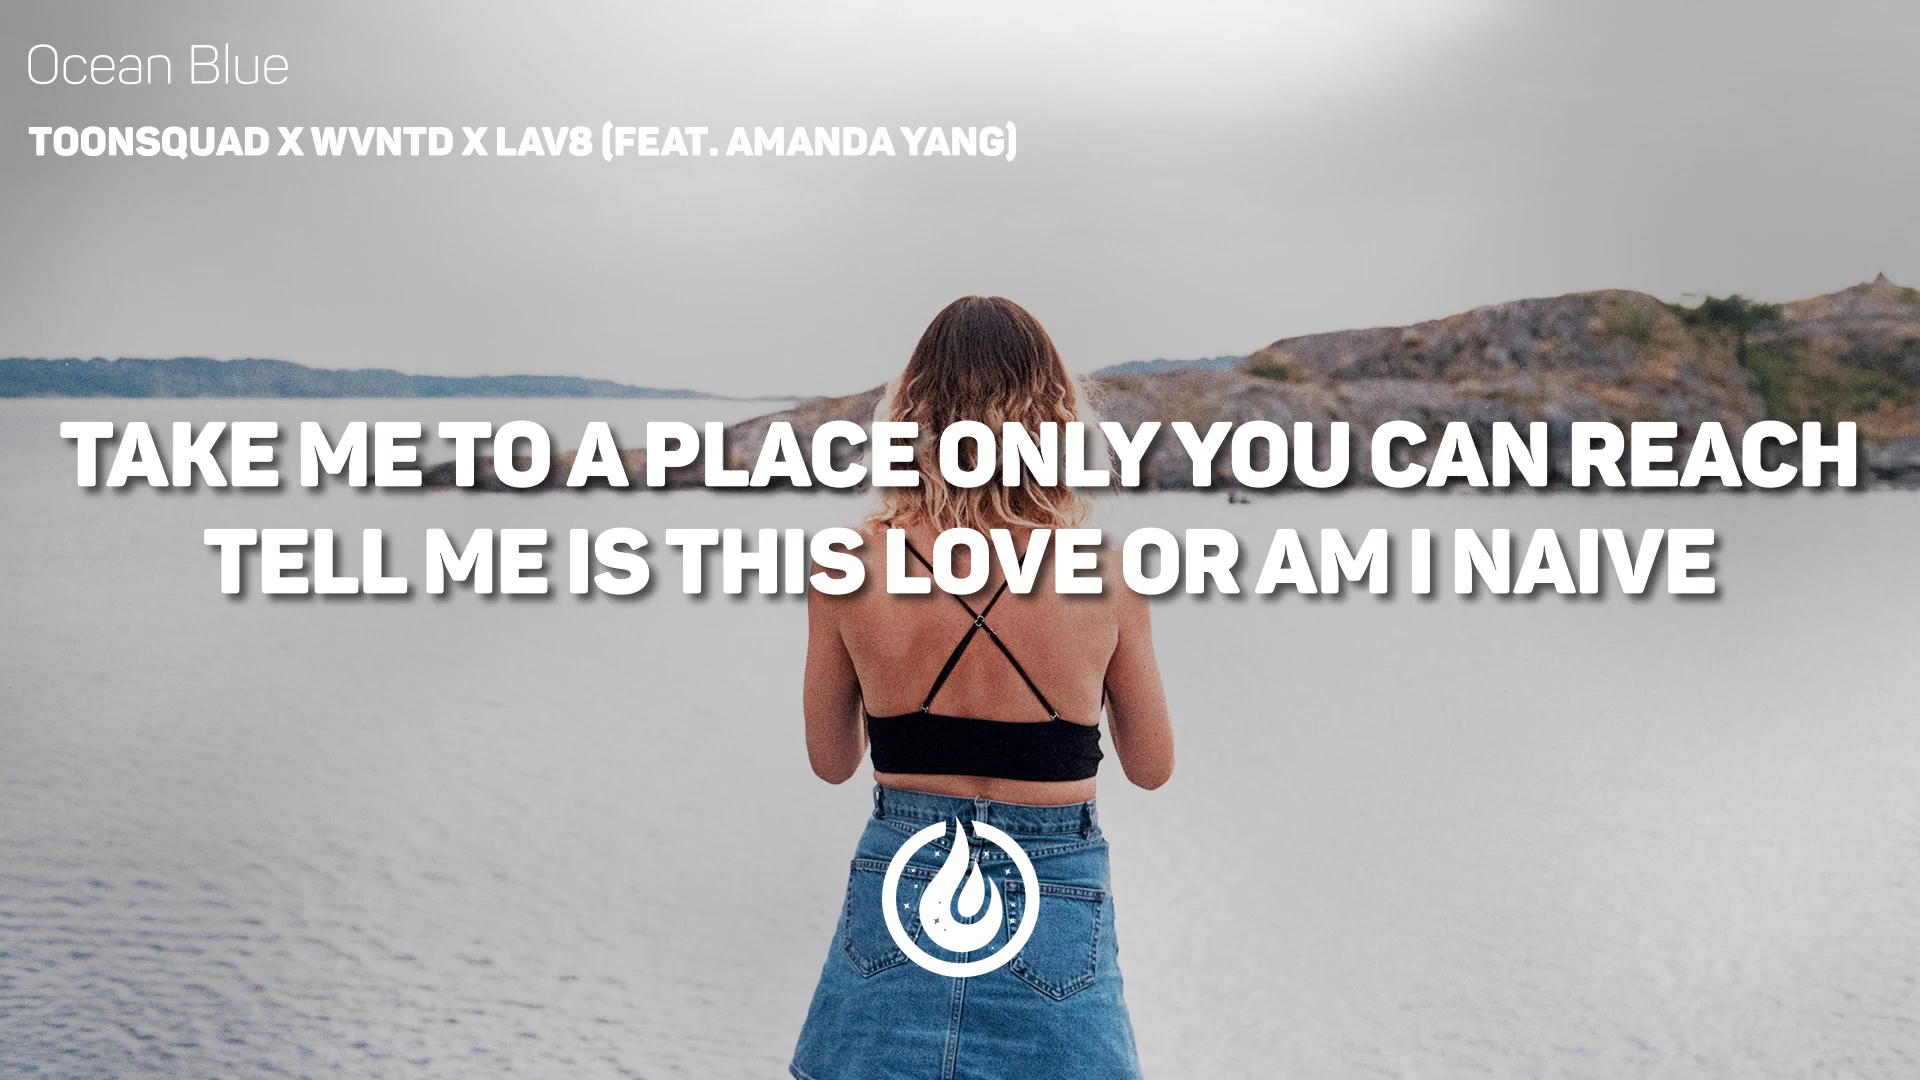 Ocean Blue
TOONSQUAD X WVNTD X LAV8 (FEAT. AMANDA YANG)
TAKE ME TO A PLACE ONLY YOU CAN REACH
TELL ME IS THIS LOVE OR AM I NAIVE